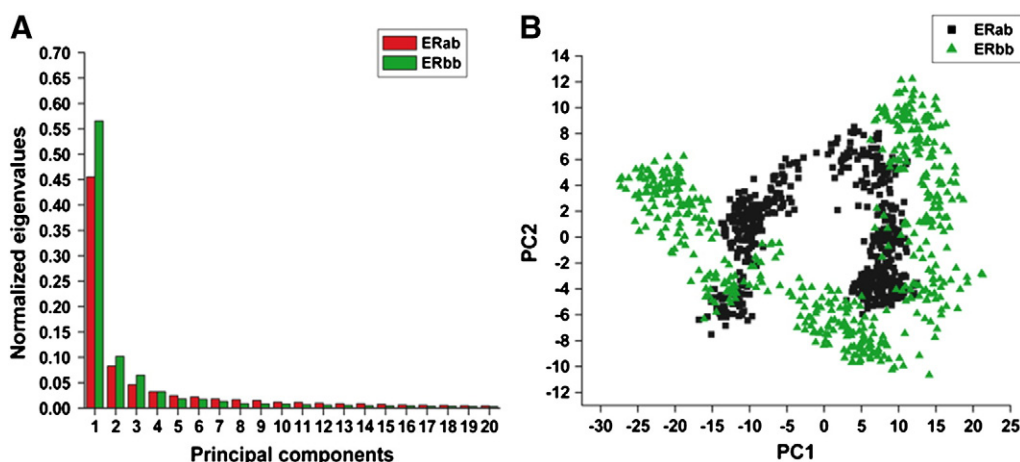 A
ERab
ERbb
0.70
0.65
0.60
0.55
0.50
0.45
0.40
0.35
0.30
0.25
0.20
0.15
0.10
0.05
0.00
Normalized eigenvalues
1 2 3 4 5 6 7 8 9 10 11 12 13 14 15 16 17 18 19 20
Principal components
B
ERab
ERbb
14
12
10
8
6
4
2
0
-2
-4
-6
-8
-10
-12
PC2
-30 -25 -20 -15 -10 -5 0 5 10 15 20 25
PC1